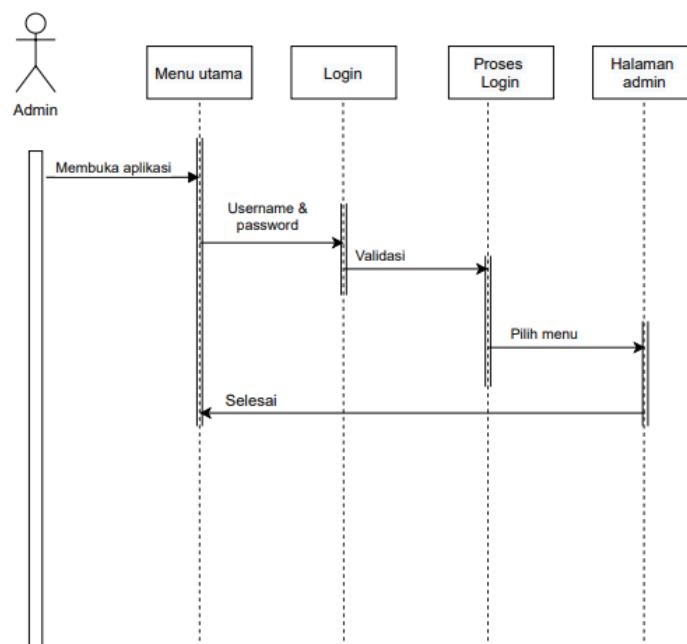 Admin
Menu utama
Login
Proses
Login
Halaman
admin
Membuka aplikasi
Username &
password
Validasi
Pilih menu
Selesai